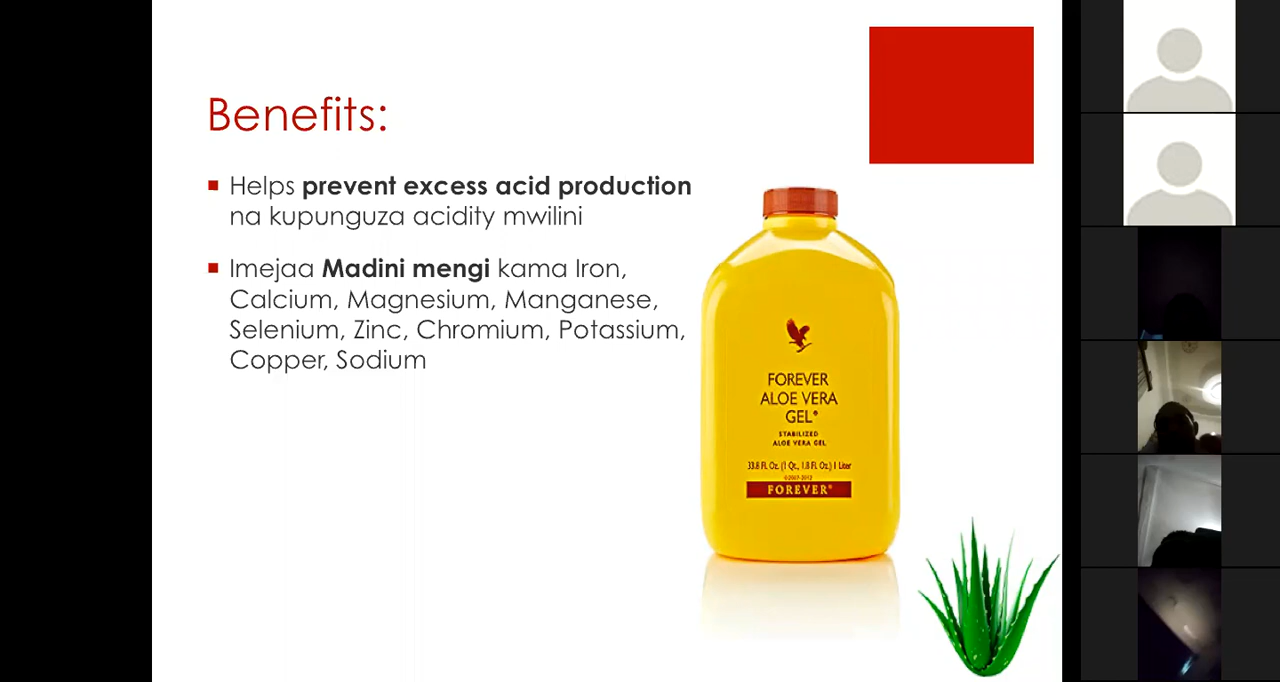 Benefits:
Helps prevent excess acid production
na kupunguza acidity mwilini
Imejaa Madini mengi kama Iron,
Calcium, Magnesium, Manganese,
Selenium, Zinc, Chromium, Potassium,
Copper, Sodium
FOREVER
ALOE VERA
GEL®
STABILIZED
ALOE VERA GEL
33.8 Fl. Oz. (1 Qt., 1.8 Fl. Oz.) 1 Liter
©2007-2012
FOREVER®